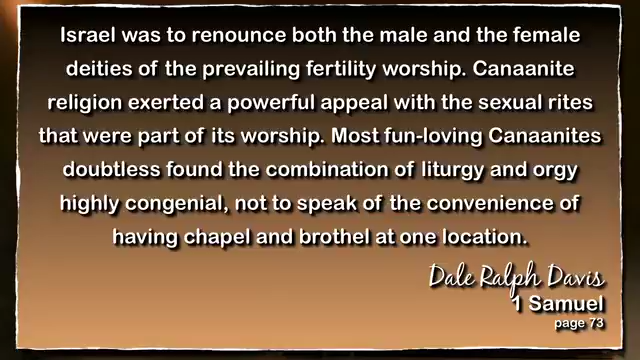 Israel was to renounce both the male and the female
deities of the prevailing fertility worship. Canaanite
religion exerted a powerful appeal with the sexual rites
that were part of its worship. Most fun-loving Canaanites
doubtless found the combination of liturgy and orgy
highly congenial, not to speak of the convenience of
having chapel and brothel at one location.
Dale Ralph Davis
1 Samuel
page 73